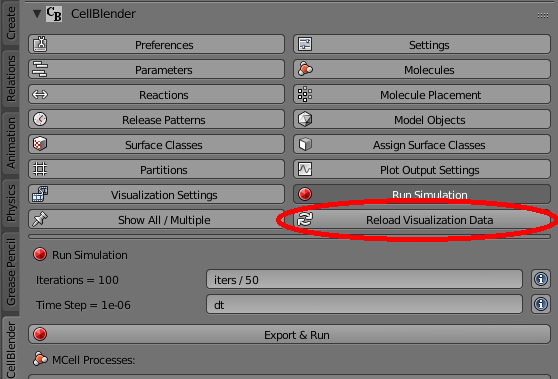 Create
Relations
Animation
Physics
Grease Pencil
CellBlender
CB CellBlender
Preferences
Settings
Parameters
Molecules
Reactions
Molecule Placement
Release Patterns
Model Objects
Surface Classes
Assign Surface Classes
Partitions
Plot Output Settings
Visualization Settings
Run Simulation
Show All / Multiple
Reload Visualization Data
Run Simulation
Iterations = 100
iters / 50
Time Step = 1e-06
dt
Export & Run
MCell Processes: